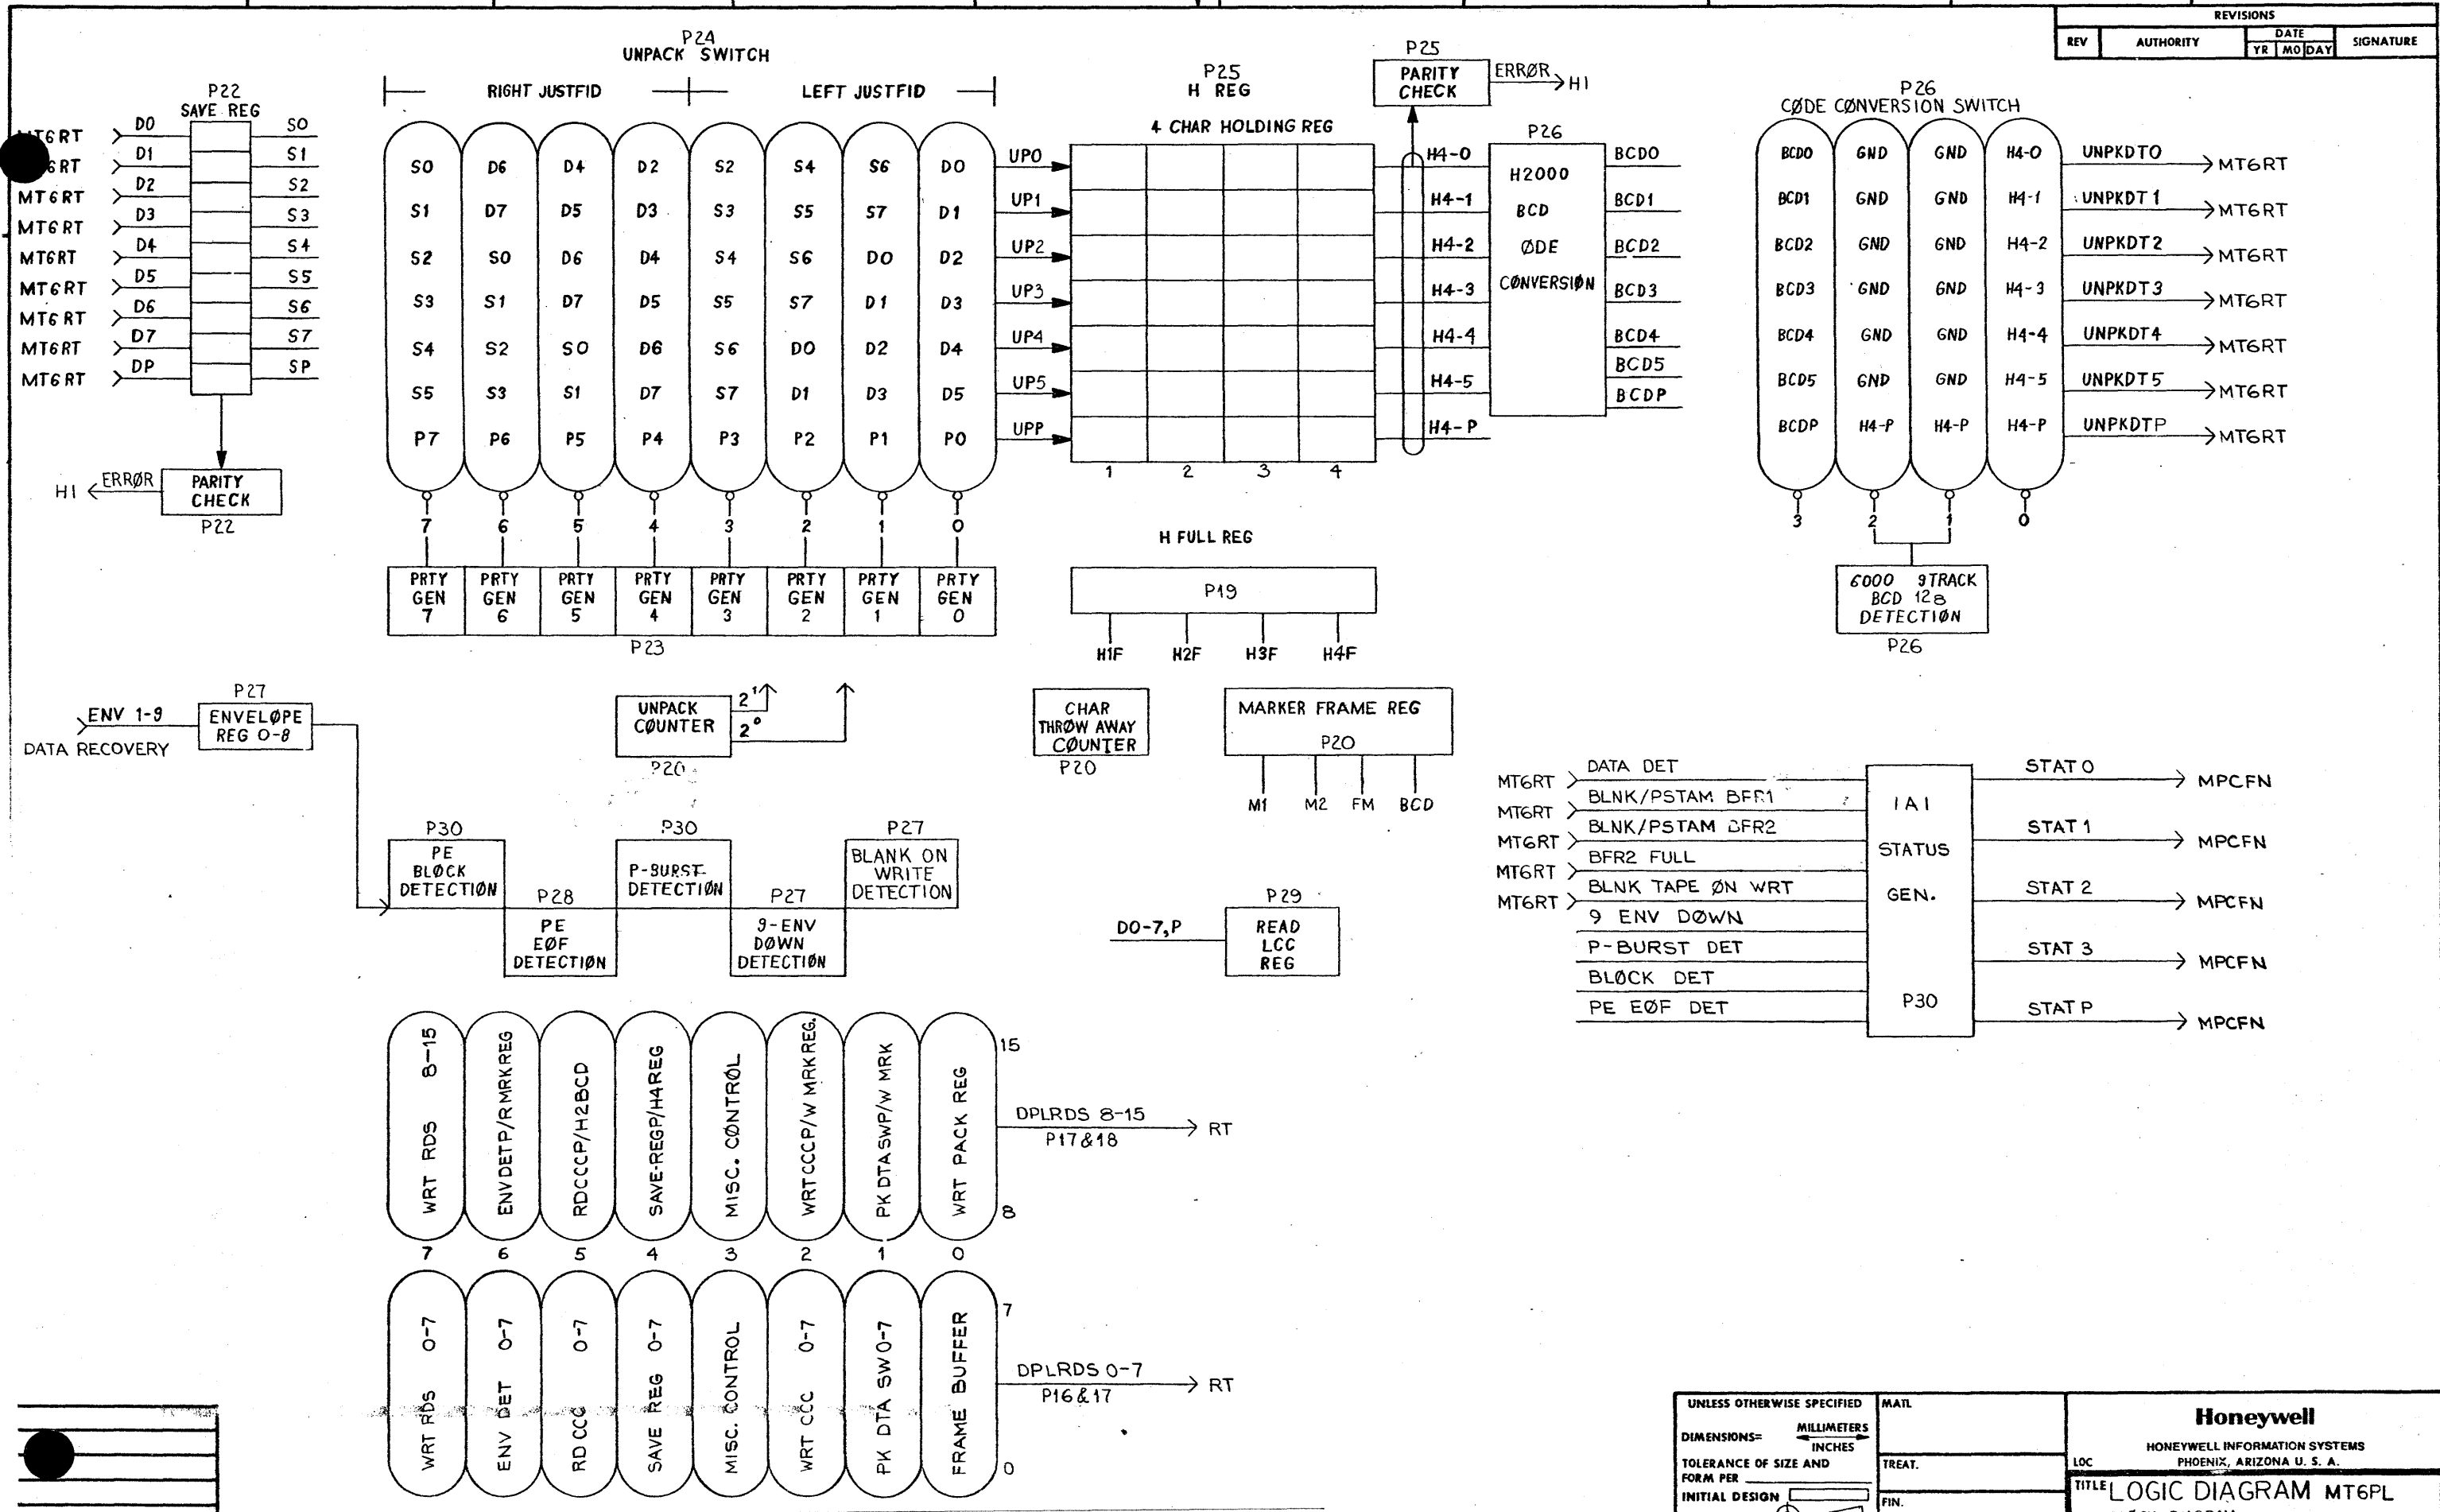 REVISIONS
REV AUTHORITY DATE SIGNATURE
YR MO DAY
P22
SAVE REG
D0 S0
MT6RT D1 S1
MT6RT D2 S2
MT6RT D3 S3
MT6RT D4 S4
MT6RT D5 S5
MT6RT D6 S6
MT6RT D7 S7
MT6RT DP SP
HI ERRØR
PARITY
CHECK
P22
P24
UNPACK SWITCH
RIGHT JUSTFID LEFT JUSTFID
S0 D6 D4 D2 S2 S4 S6 D0 UP0
S1 D7 D5 D3 S3 S5 S7 D1 UP1
S2 S0 D6 D4 S4 S6 D0 D2 UP2
S3 S1 D7 D5 S5 S7 D1 D3 UP3
S4 S2 S0 D6 S6 D0 D2 D4 UP4
S5 S3 S1 D7 S7 D1 D3 D5 UP5
P7 P6 P5 P4 P3 P2 P1 P0 UPP
7 6 5 4 3 2 1 0
PRTY PRTY PRTY PRTY PRTY PRTY PRTY PRTY
GEN GEN GEN GEN GEN GEN GEN GEN
7 6 5 4 3 2 1 0
P23
P25
H REG
4 CHAR HOLDING REG
1 2 3 4
P25
PARITY
CHECK
ERRØR HI
H4-0
H4-1
H4-2
H4-3
H4-4
H4-5
H4-P
P26
H2000
BCD
ØDE
CØNVERSIØN
BCD0
BCD1
BCD2
BCD3
BCD4
BCD5
BCDP
P26
CØDE CØNVERSION SWITCH
BCD0 GND GND H4-0 UNPKDT0 MT6RT
BCD1 GND GND H4-1 UNPKDT1 MT6RT
BCD2 GND GND H4-2 UNPKDT2 MT6RT
BCD3 GND GND H4-3 UNPKDT3 MT6RT
BCD4 GND GND H4-4 UNPKDT4 MT6RT
BCD5 GND GND H4-5 UNPKDT5 MT6RT
BCDP H4-P H4-P H4-P UNPKDTP MT6RT
3 2 1 0
6000 9TRACK
BCD 12₈
DETECTIØN
P26
H FULL REG
P19
H1F H2F H3F H4F
P27
ENV 1-9
ENVELØPE
REG 0-8
DATA RECOVERY
UNPACK
CØUNTER
2¹
2⁰
P20
CHAR
THRØW AWAY
CØUNTER
P20
MARKER FRAME REG
P20
M1 M2 FM BCD
P30
PE
BLØCK
DETECTIØN
P28
PE
EØF
DETECTIØN
P30
P-BURST
DETECTIØN
P27
9-ENV
DØWN
DETECTIØN
P27
BLANK ON
WRITE
DETECTION
D0-7,P
P29
READ
LCC
REG
MT6RT DATA DET
MT6RT BLNK/PSTAM BFR1
MT6RT BLNK/PSTAM BFR2
MT6RT BFR2 FULL
MT6RT BLNK TAPE ØN WRT
9 ENV DØWN
P-BURST DET
BLØCK DET
PE EØF DET
IAI
STATUS
GEN.
P30
STAT 0 MPCFN
STAT 1 MPCFN
STAT 2 MPCFN
STAT 3 MPCFN
STAT P MPCFN
WRT RDS 8-15
ENVDETP/RMRKREG
RDCCCP/H2BCD
SAVE-REGP/H4REG
MISC. CØNTRØL
WRTCCCP/W MRKREG.
PKDTASWP/W MRK
WRT PACK REG
15
8
DPLRDS 8-15
P17&18
RT
7 6 5 4 3 2 1 0
WRT RDS 0-7
ENV DET 0-7
RD CCC 0-7
SAVE REG 0-7
MISC. CONTROL
WRT CCC 0-7
PK DTA SW 0-7
FRAME BUFFER
7
0
DPLRDS 0-7
P16&17
RT
UNLESS OTHERWISE SPECIFIED
DIMENSIONS= MILLIMETERS
INCHES
TOLERANCE OF SIZE AND
FORM PER
INITIAL DESIGN
MATL
TREAT.
FIN.
Honeywell
HONEYWELL INFORMATION SYSTEMS
LOC PHOENIX, ARIZONA U. S. A.
TITLE LOGIC DIAGRAM MT6PL